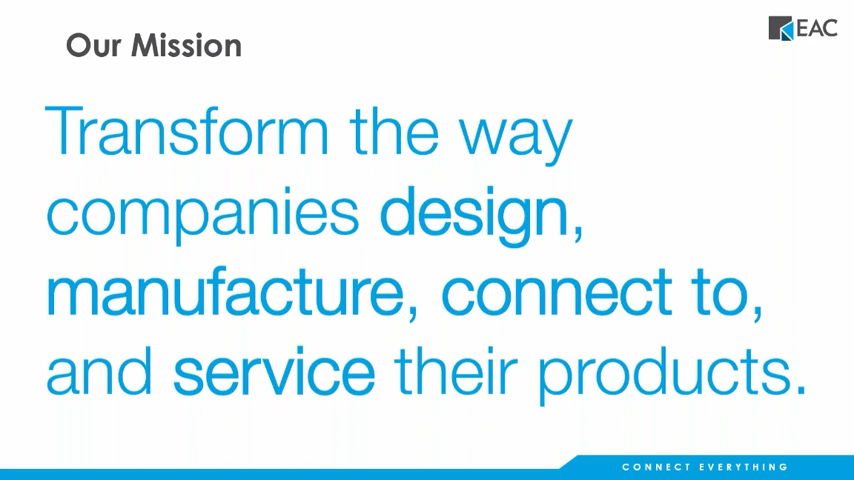 Our Mission
EAC
Transform the way
companies design,
manufacture, connect to,
and service their products.
CONNECT EVERYTHING